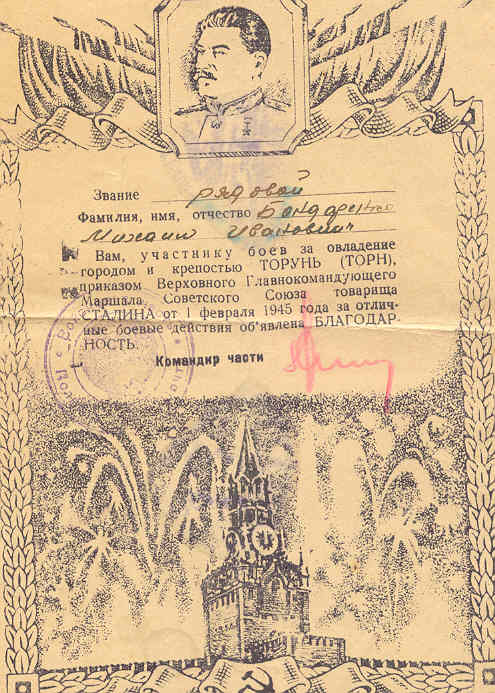 Звание рядовой
Фамилия, имя, отчество Бондаренко
Михаил Иванович
Вам, участнику боев за овладение
городом и крепостью ТОРУНЬ (ТОРН),
приказом Верховного Главнокомандующего
Маршала Советского Союза товарища
СТАЛИНА от 1 февраля 1945 года за отлич-
ные боевые действия об'явлена БЛАГОДАР-
НОСТЬ.
Командир части